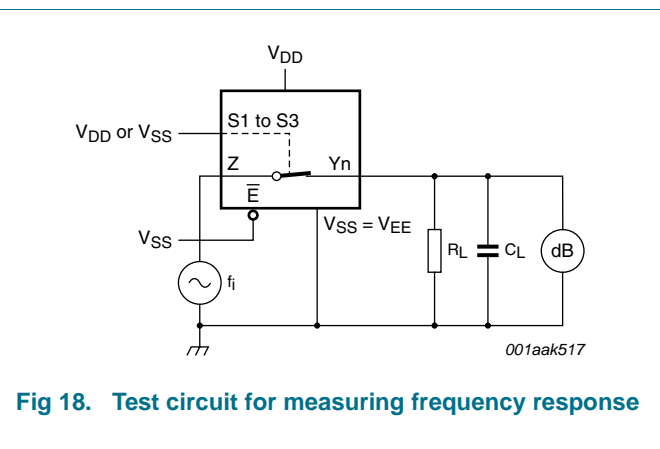 VDD
S1 to S3
VDD or VSS
Z Yn
E̅
VSS = VEE
VSS
RL CL dB
fi
001aak517
Fig 18. Test circuit for measuring frequency response